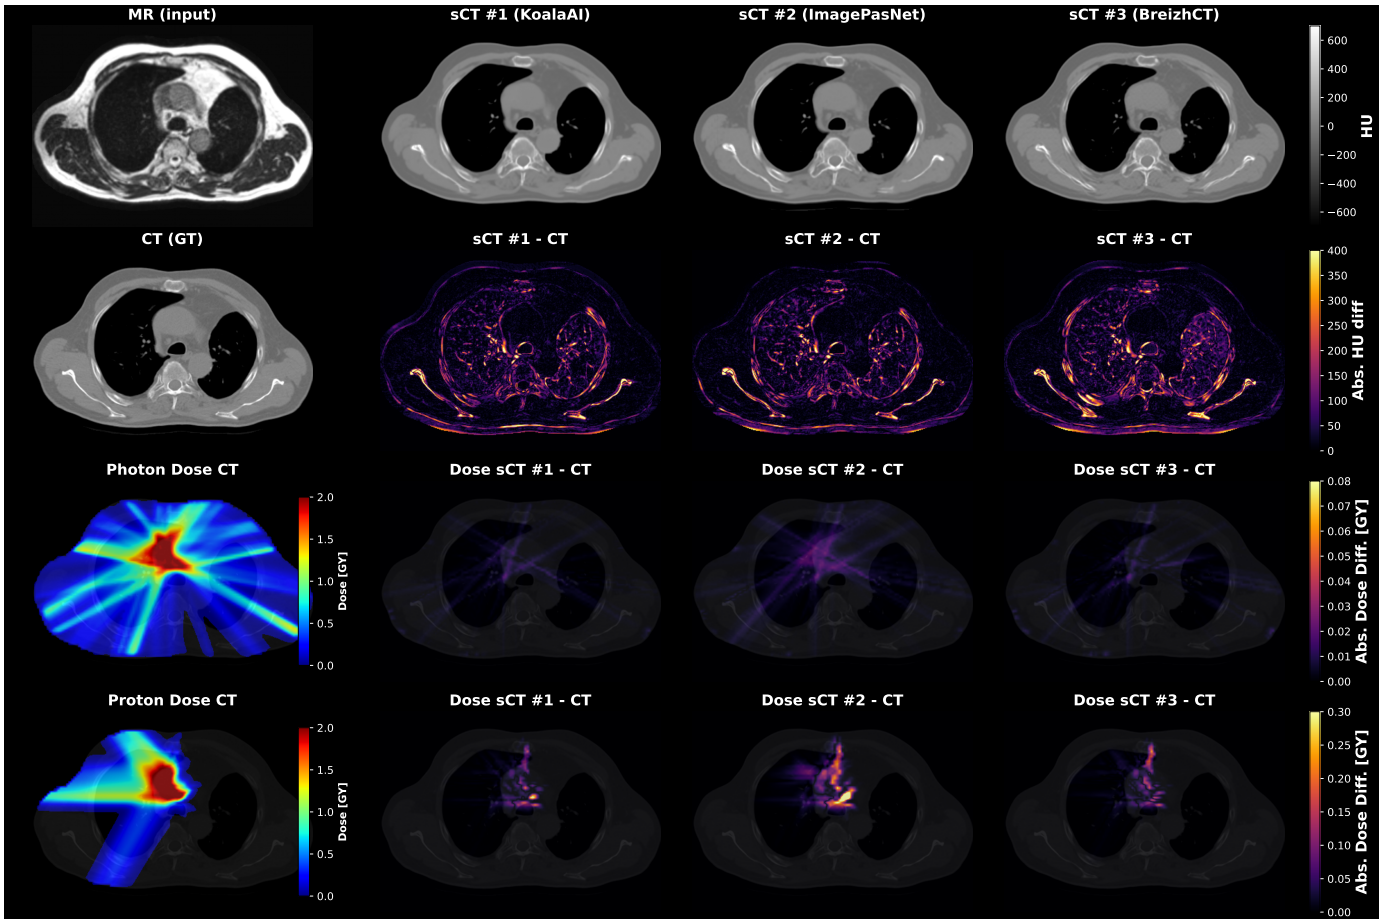 MR (input)
sCT #1 (KoalaAI)
sCT #2 (ImagePasNet)
sCT #3 (BreizhCT)
600
400
200
0
−200
−400
−600
HU
CT (GT)
sCT #1 - CT
sCT #2 - CT
sCT #3 - CT
400
350
300
250
200
150
100
50
0
Abs. HU diff
Photon Dose CT
Dose sCT #1 - CT
Dose sCT #2 - CT
Dose sCT #3 - CT
2.0
1.5
1.0
0.5
0.0
Dose [GY]
0.08
0.07
0.06
0.05
0.04
0.03
0.02
0.01
0.00
Abs. Dose Diff. [GY]
Proton Dose CT
Dose sCT #1 - CT
Dose sCT #2 - CT
Dose sCT #3 - CT
2.0
1.5
1.0
0.5
0.0
Dose [GY]
0.30
0.25
0.20
0.15
0.10
0.05
0.00
Abs. Dose Diff. [GY]